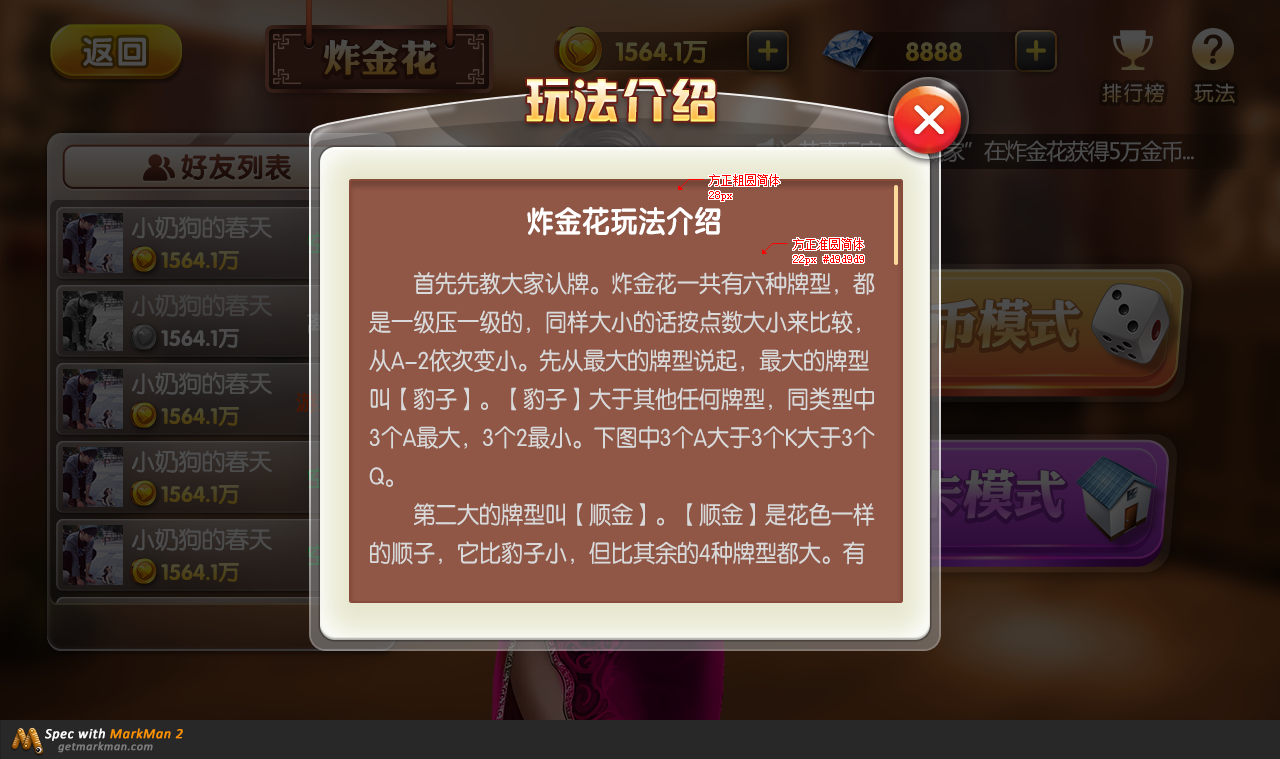 返回
炸金花
1564.1万
8888
排行榜
玩法
玩法介绍
家”在炸金花获得5万金币...
好友列表
小奶狗的春天
1564.1万
小奶狗的春天
1564.1万
小奶狗的春天
1564.1万
小奶狗的春天
1564.1万
小奶狗的春天
1564.1万
方正粗圆简体
28px
炸金花玩法介绍
方正准圆简体
22px #d9d9d9
首先先教大家认牌。炸金花一共有六种牌型，都
是一级压一级的，同样大小的话按点数大小来比较，
从A-2依次变小。先从最大的牌型说起，最大的牌型
叫【豹子】。【豹子】大于其他任何牌型，同类型中
3个A最大，3个2最小。下图中3个A大于3个K大于3个
Q。
第二大的牌型叫【顺金】。【顺金】是花色一样
的顺子，它比豹子小，但比其余的4种牌型都大。有
币模式
卡模式
Spec with MarkMan 2
getmarkman.com